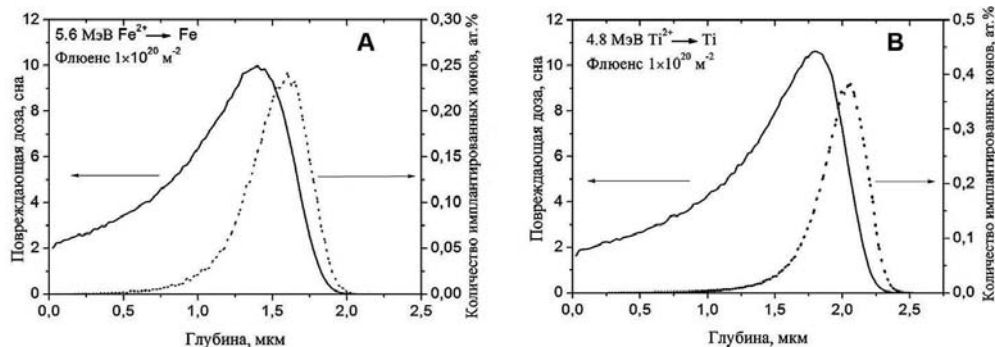 5.6 МэВ Fe²⁺ → Fe
Флюенс 1×10²⁰ м⁻²
A
Повреждающая доза, сна
12
10
8
6
4
2
0
0,30
0,25
0,20
0,15
0,10
0,05
0,00
Количество имплантированных ионов, ат.%
0,0 0,5 1,0 1,5 2,0 2,5
Глубина, мкм
4.8 МэВ Ti²⁺ → Ti
Флюенс 1×10²⁰ м⁻²
B
Повреждающая доза, сна
12
10
8
6
4
2
0
0,5
0,4
0,3
0,2
0,1
0,0
Количество имплантированных ионов, ат.%
0,0 0,5 1,0 1,5 2,0 2,5
Глубина, мкм